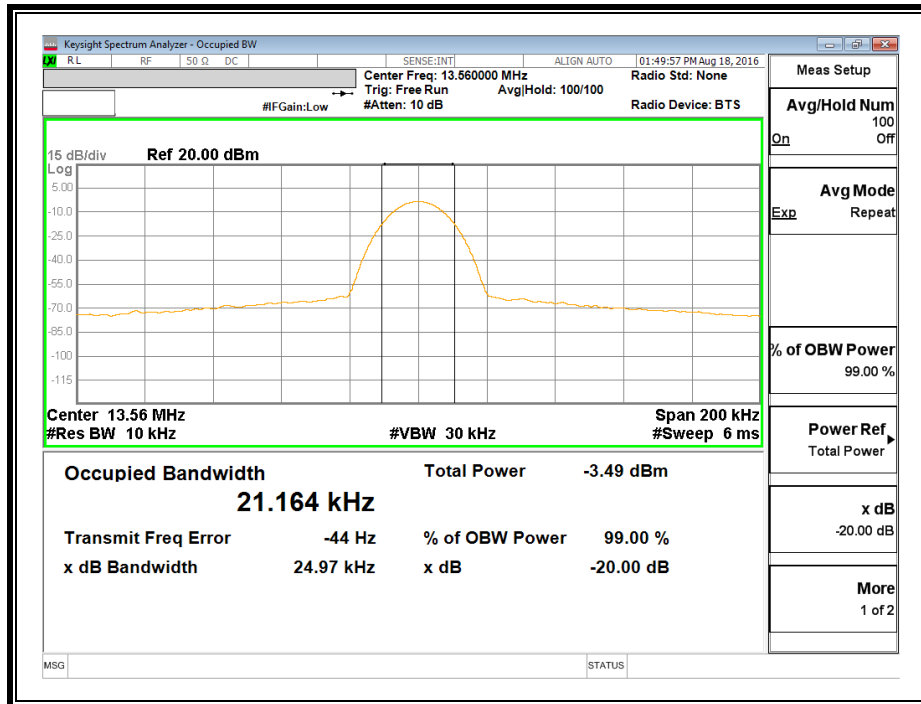 Keysight Spectrum Analyzer - Occupied BW
LXI RL RF 50 Ω DC SENSE:INT ALIGN AUTO 01:49:57 PM Aug 18, 2016
Center Freq: 13.560000 MHz Radio Std: None
Trig: Free Run Avg|Hold: 100/100
#IFGain:Low #Atten: 10 dB Radio Device: BTS
15 dB/div Ref 20.00 dBm
Log
5.00
-10.0
-25.0
-40.0
-55.0
-70.0
-85.0
-100
-115
Center 13.56 MHz Span 200 kHz
#Res BW 10 kHz #VBW 30 kHz #Sweep 6 ms
Occupied Bandwidth Total Power -3.49 dBm
21.164 kHz
Transmit Freq Error -44 Hz % of OBW Power 99.00 %
x dB Bandwidth 24.97 kHz x dB -20.00 dB
MSG STATUS
Meas Setup
Avg/Hold Num
100
On Off
Avg Mode
Exp Repeat
% of OBW Power
99.00 %
Power Ref
Total Power
x dB
-20.00 dB
More
1 of 2